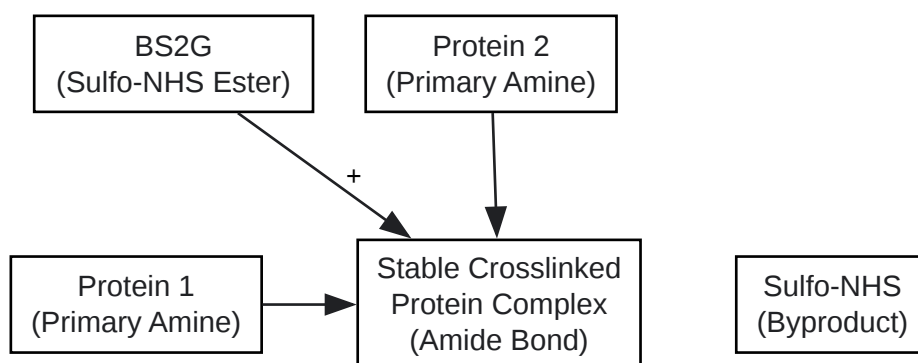 BS2G
(Sulfo-NHS Ester)
Protein 2
(Primary Amine)
+
Protein 1
(Primary Amine)
Stable Crosslinked
Protein Complex
(Amide Bond)
Sulfo-NHS
(Byproduct)